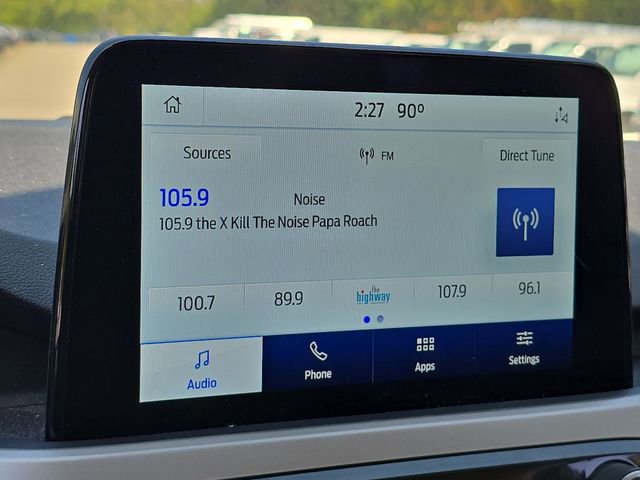 2:27 90°
Sources
FM
Direct Tune
105.9
Noise
105.9 the X Kill The Noise Papa Roach
100.7
89.9
the
highway
107.9
96.1
Audio
Phone
Apps
Settings